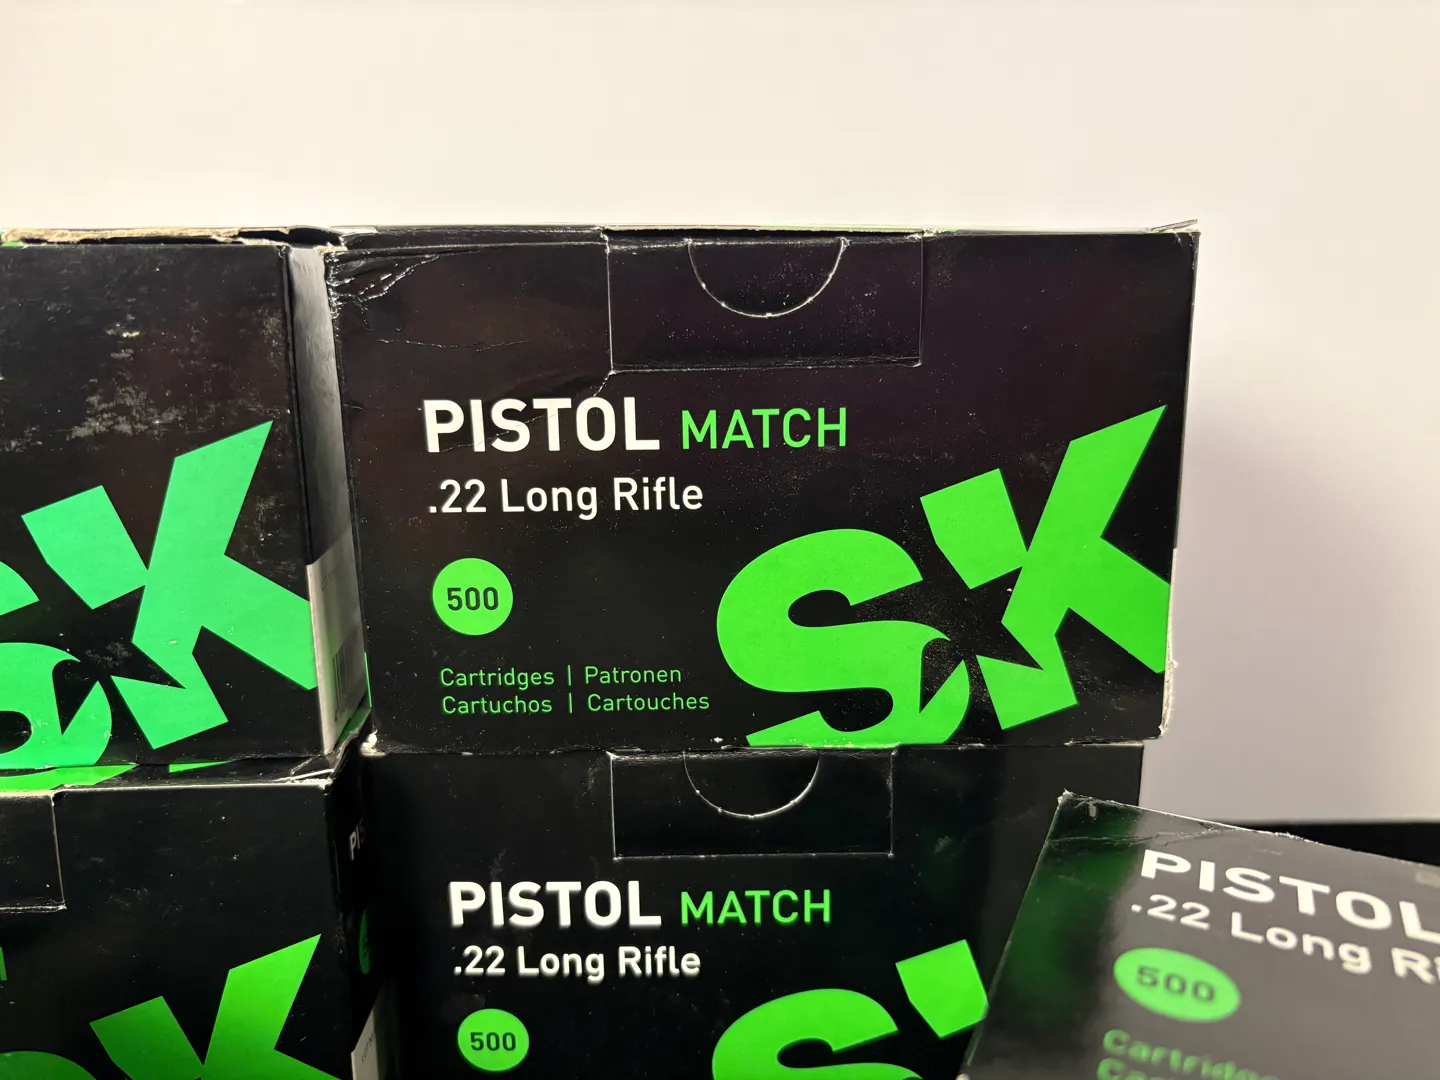 PISTOL MATCH
.22 Long Rifle
500
Cartridges | Patronen
Cartuchos | Cartouches
SK
SK
PISTOL MATCH
.22 Long Rifle
500
PISTOL
.22 Long
500